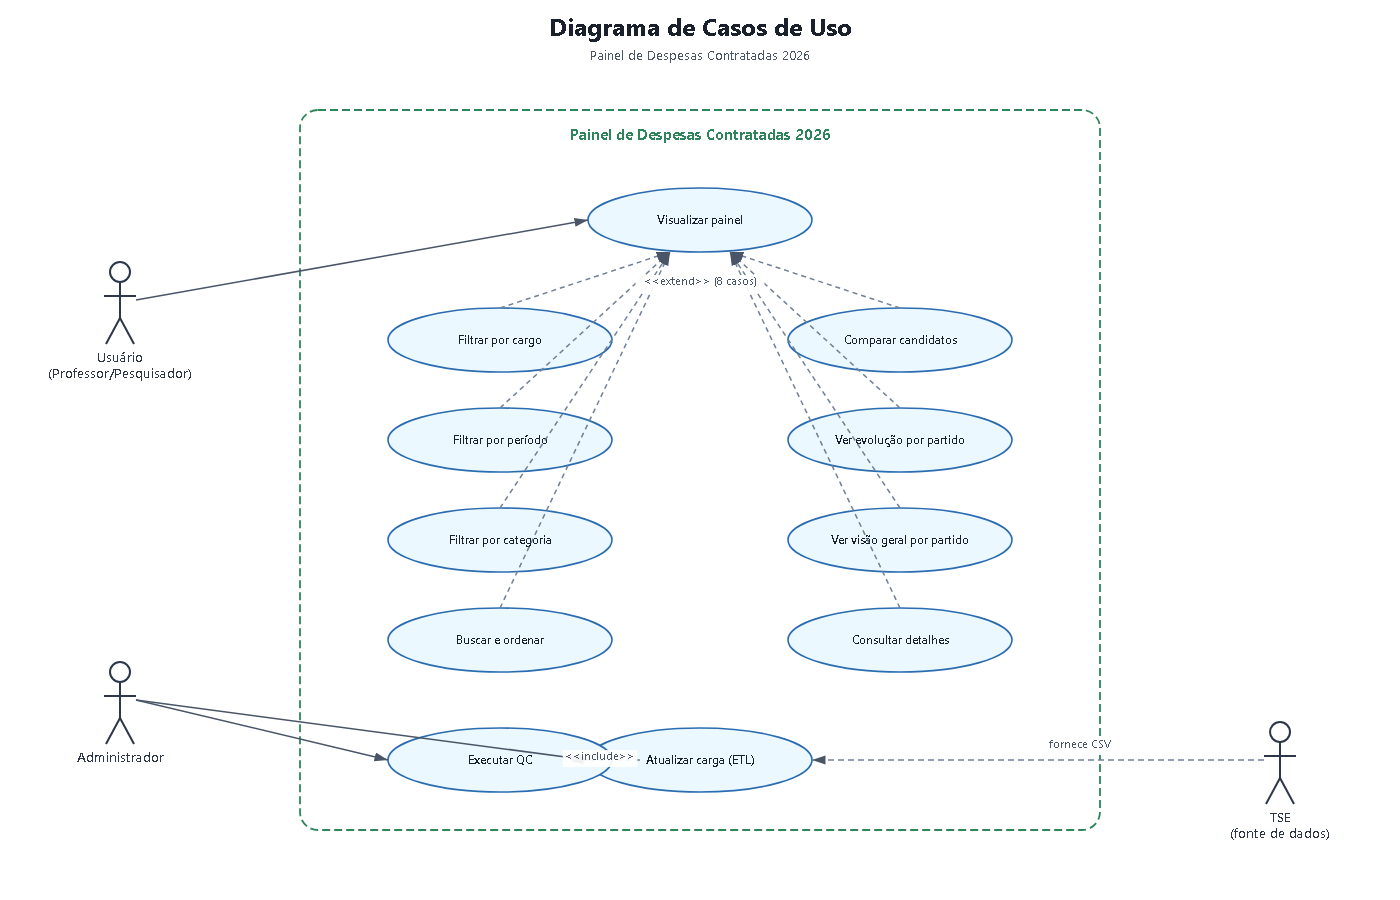 Diagrama de Casos de Uso
Painel de Despesas Contratadas 2026
Painel de Despesas Contratadas 2026
Visualizar painel
<<extend>> (8 casos)
Filtrar por cargo
Comparar candidatos
Usuário
(Professor/Pesquisador)
Filtrar por período
Ver evolução por partido
Filtrar por categoria
Ver visão geral por partido
Buscar e ordenar
Consultar detalhes
Administrador
Executar QC
<<include>>
Atualizar carga (ETL)
fornece CSV
TSE
(fonte de dados)